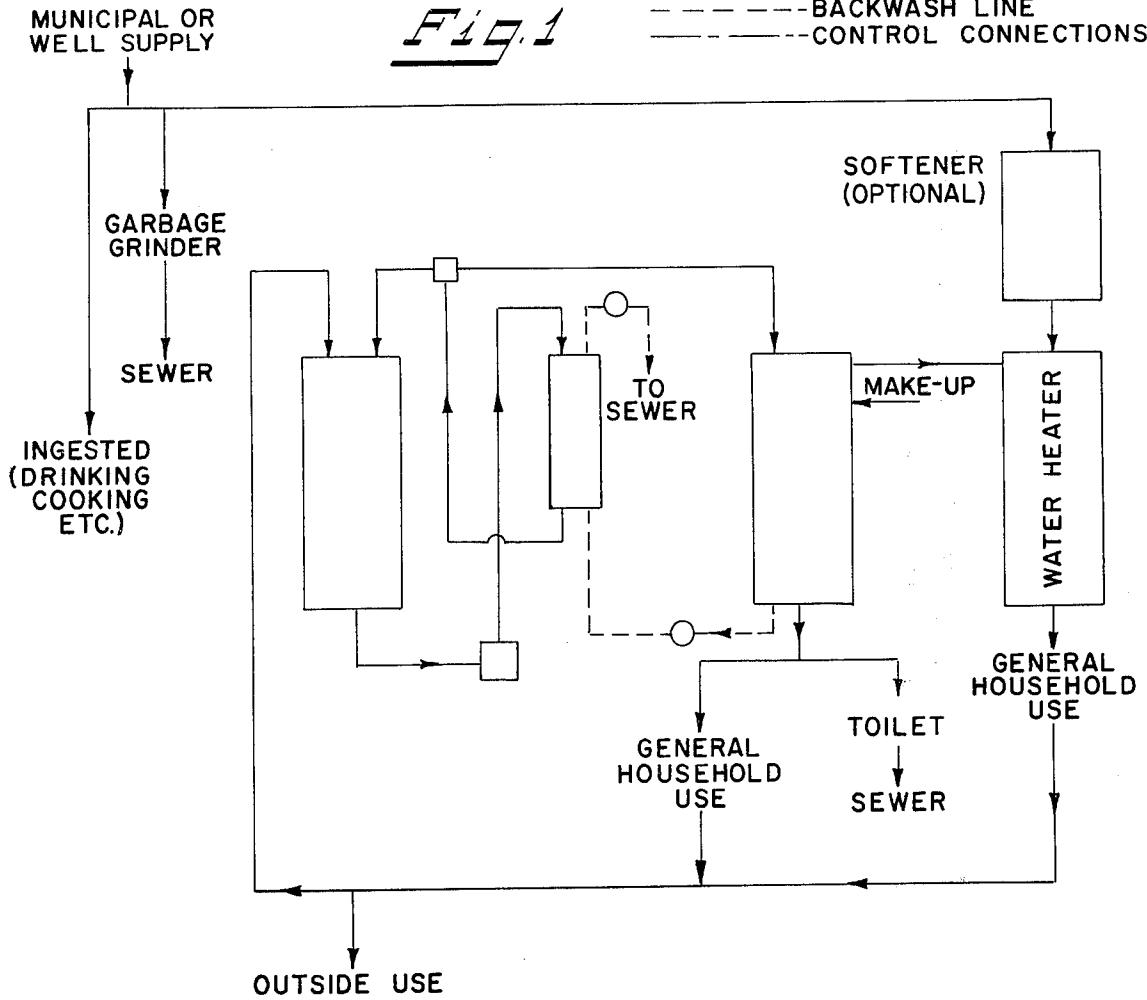 MUNICIPAL OR
WELL SUPPLY
Fig. 1
BACKWASH LINE
CONTROL CONNECTIONS
SOFTENER
(OPTIONAL)
GARBAGE
GRINDER
SEWER
TO
SEWER
MAKE-UP
WATER HEATER
INGESTED
(DRINKING
COOKING
ETC.)
GENERAL
HOUSEHOLD
USE
TOILET
SEWER
GENERAL
HOUSEHOLD
USE
OUTSIDE USE